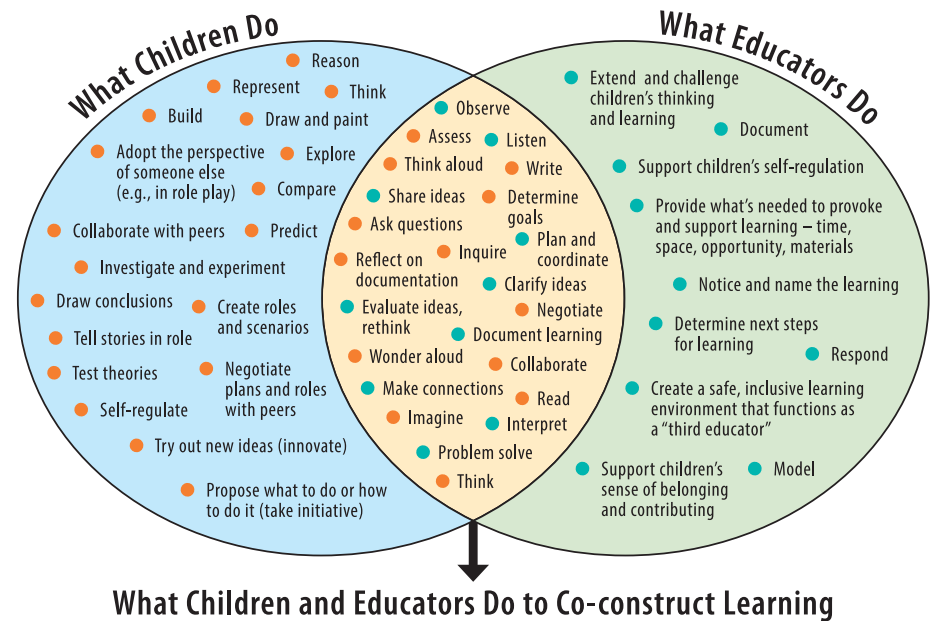 What Children Do
What Educators Do
Reason
Represent
Think
Build
Draw and paint
Adopt the perspective
of someone else
(e.g., in role play)
Explore
Compare
Collaborate with peers
Predict
Investigate and experiment
Draw conclusions
Create roles
and scenarios
Tell stories in role
Test theories
Negotiate
plans and roles
with peers
Self-regulate
Try out new ideas (innovate)
Propose what to do or how
to do it (take initiative)
Observe
Assess
Listen
Think aloud
Write
Share ideas
Determine
goals
Ask questions
Plan and
coordinate
Inquire
Reflect on
documentation
Clarify ideas
Evaluate ideas,
rethink
Negotiate
Document learning
Wonder aloud
Collaborate
Make connections
Read
Imagine
Interpret
Problem solve
Think
Extend and challenge
children's thinking
and learning
Document
Support children's self-regulation
Provide what's needed to provoke
and support learning – time,
space, opportunity, materials
Notice and name the learning
Determine next steps
for learning
Respond
Create a safe, inclusive learning
environment that functions as
a "third educator"
Support children's
sense of belonging
and contributing
Model
What Children and Educators Do to Co-construct Learning